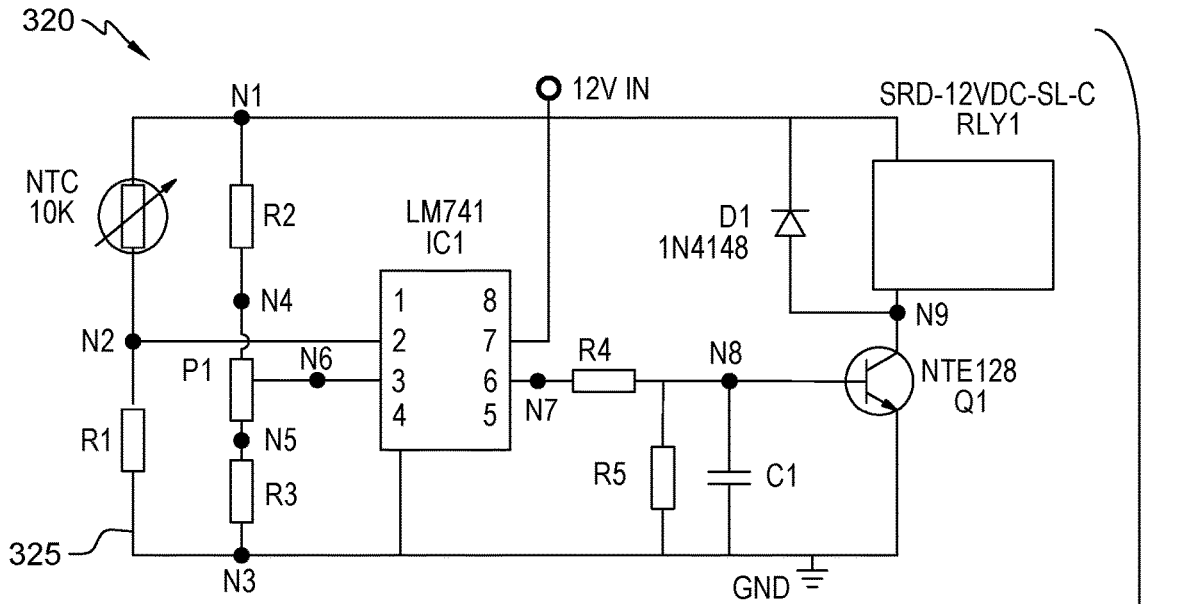 320
N1
12V IN
SRD-12VDC-SL-C
RLY1
NTC
10K
R2
LM741
IC1
D1
1N4148
N4
1
8
N9
N2
2
7
P1
N6
3
6
N7
R4
N8
NTE128
Q1
4
5
R1
N5
R3
R5
C1
325
N3
GND